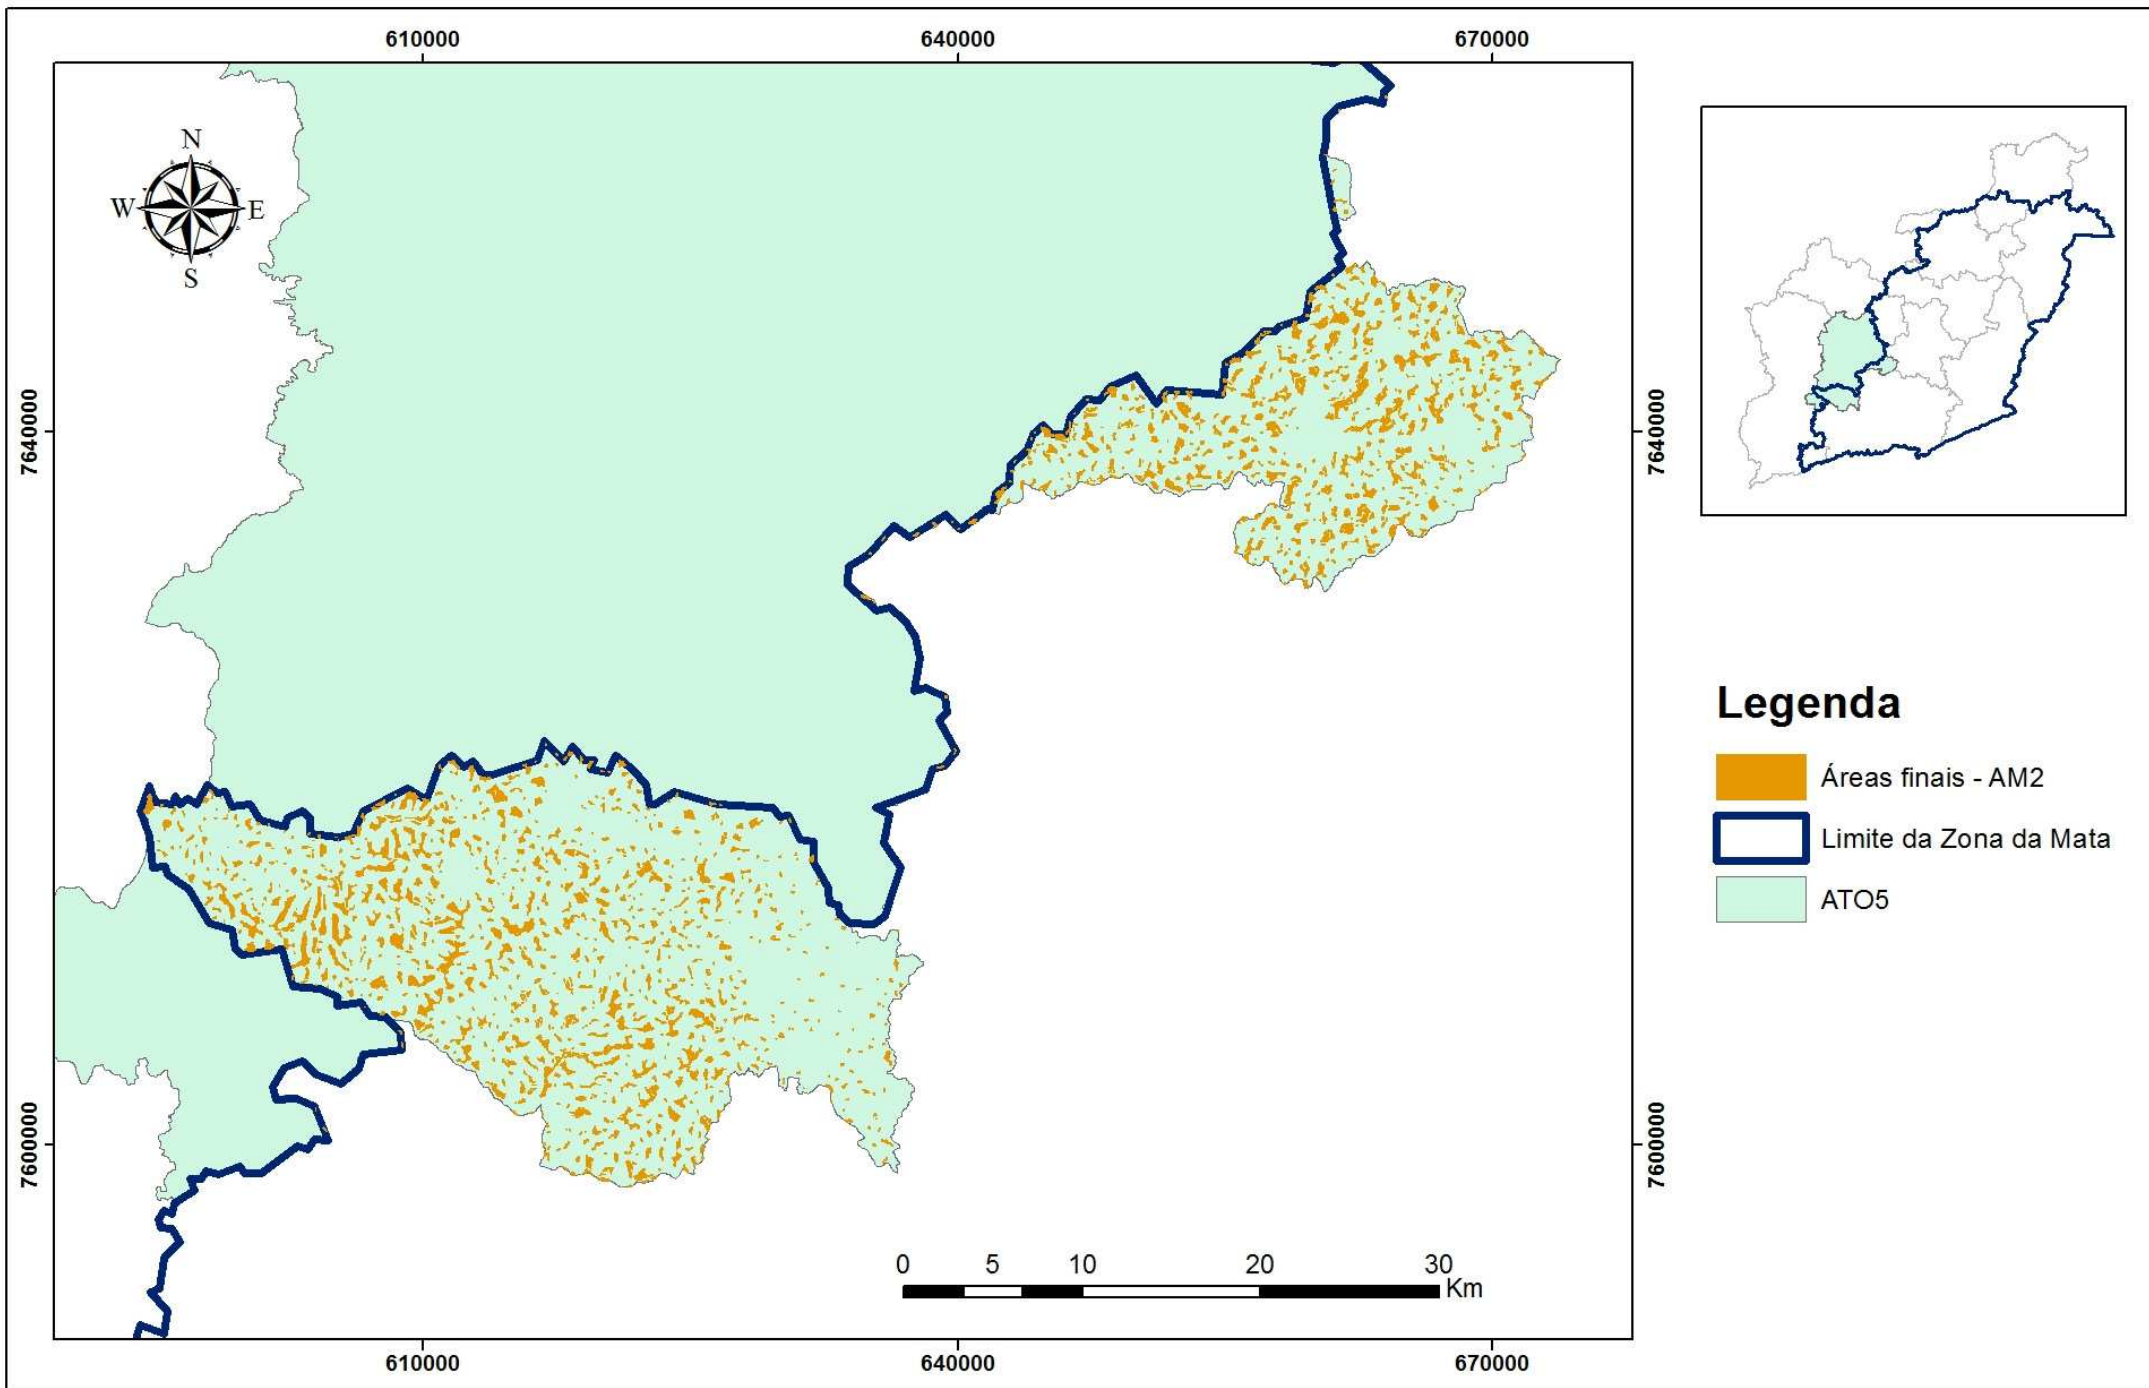 610000 640000 670000
N
W E
S
7640000 7640000
Legenda
Áreas finais - AM2
Limite da Zona da Mata
ATO5
7600000 7600000
0 5 10 20 30
Km
610000 640000 670000